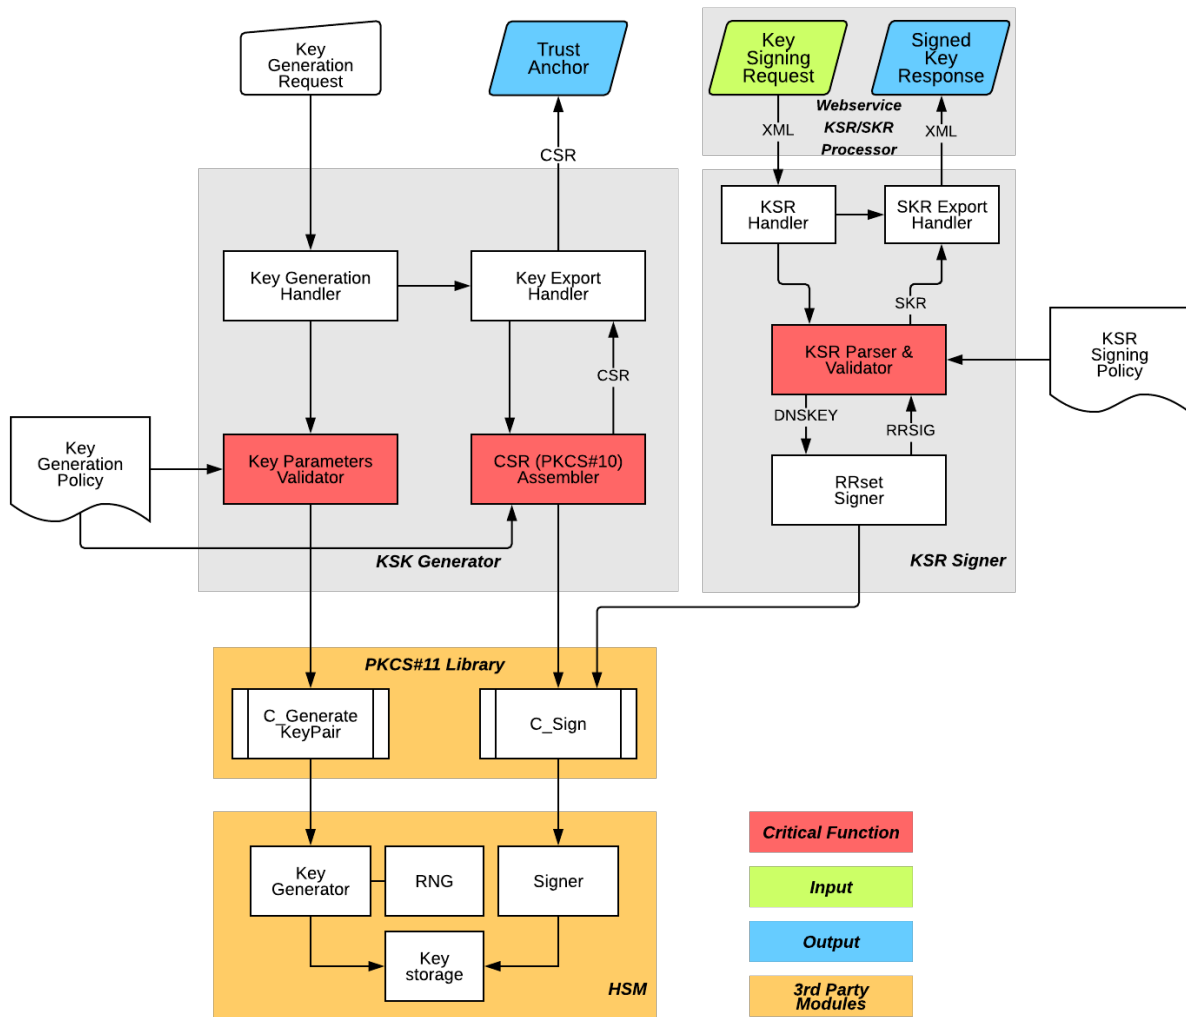 Key
Generation
Request
Trust
Anchor
Key
Signing
Request
Signed
Key
Response
Webservice
KSR/SKR
Processor
XML
XML
CSR
KSR
Handler
SKR Export
Handler
Key Generation
Handler
Key Export
Handler
SKR
KSR Parser &
Validator
KSR
Signing
Policy
CSR
DNSKEY
RRSIG
Key
Generation
Policy
Key Parameters
Validator
CSR (PKCS#10)
Assembler
RRset
Signer
KSK Generator
KSR Signer
PKCS#11 Library
C_Generate
KeyPair
C_Sign
Key
Generator
RNG
Signer
Key
storage
HSM
Critical Function
Input
Output
3rd Party
Modules